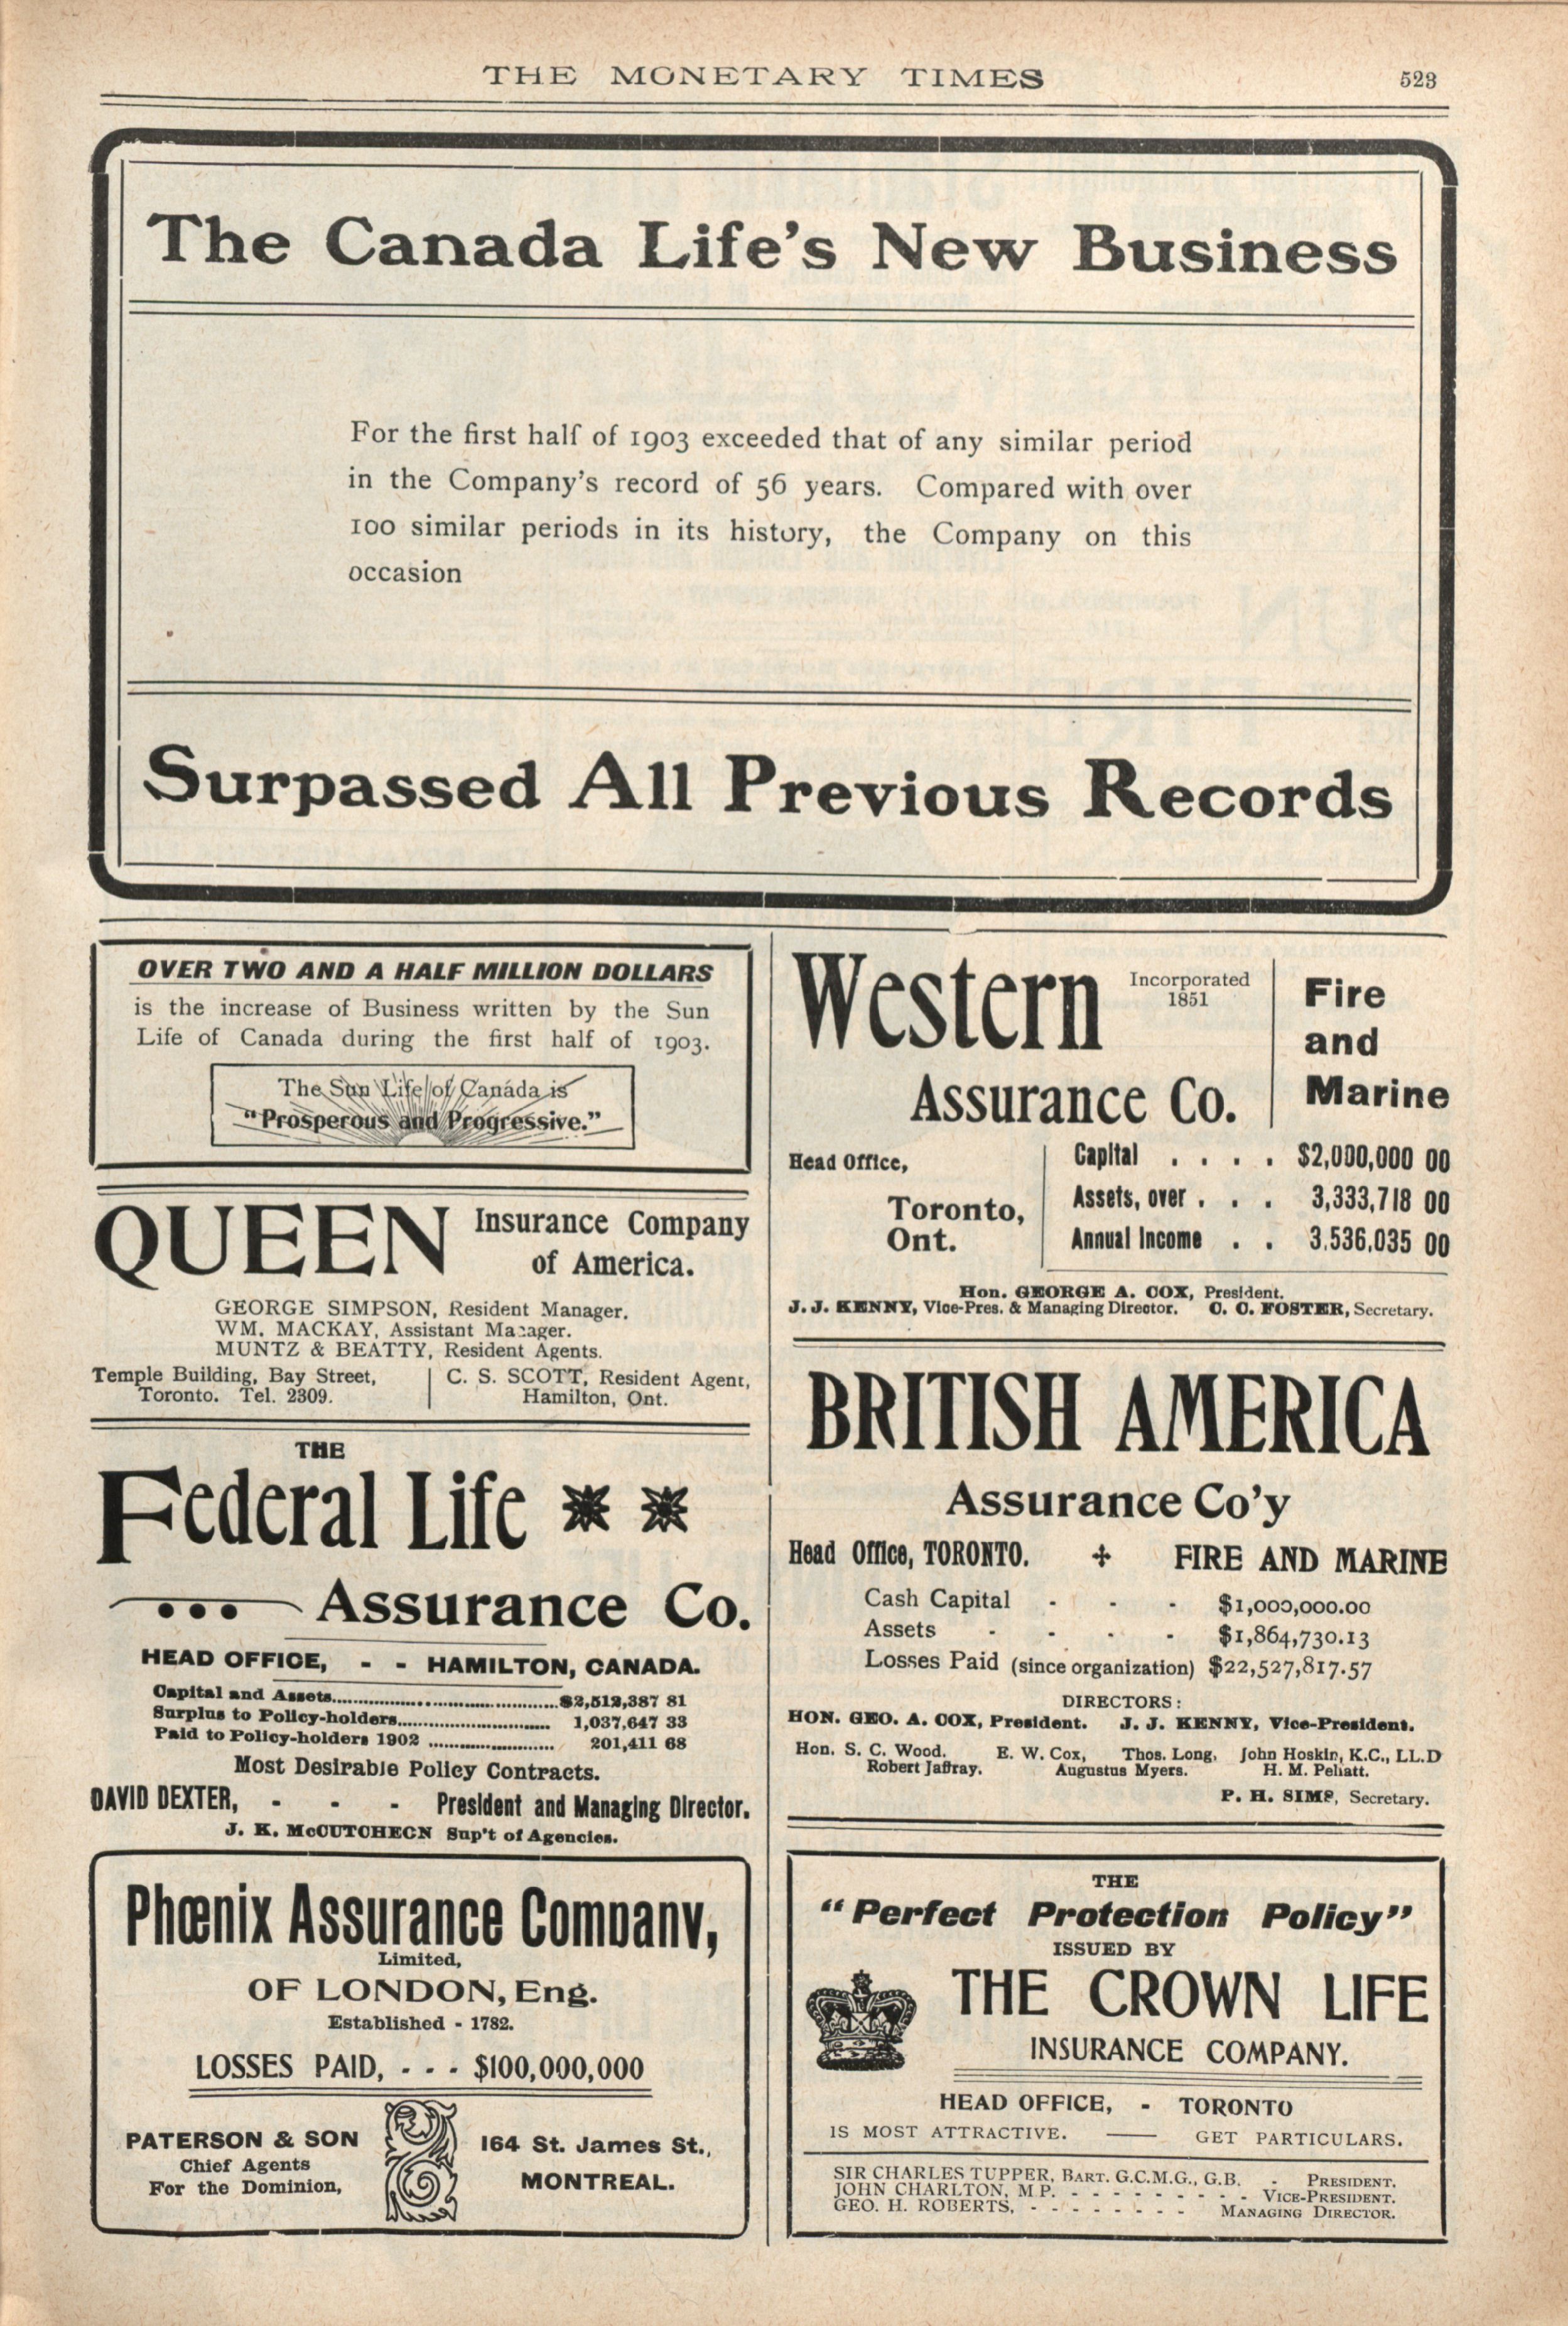 THE MONETARY TIMES 523
The Canada Life's New Business
For the first half of 1903 exceeded that of any similar period
in the Company's record of 56 years. Compared with over
100 similar periods in its history, the Company on this
occasion
Surpassed All Previous Records
OVER TWO AND A HALF MILLION DOLLARS
is the increase of Business written by the Sun
Life of Canada during the first half of 1903.
The Sun Life of Canada is
"Prosperous and Progressive."
QUEEN Insurance Company
of America.
GEORGE SIMPSON, Resident Manager.
WM. MACKAY, Assistant Manager.
MUNTZ & BEATTY, Resident Agents.
Temple Building, Bay Street,
Toronto. Tel. 2309.
C. S. SCOTT, Resident Agent,
Hamilton, Ont.
THE
Federal Life
Assurance Co.
HEAD OFFICE, - - HAMILTON, CANADA.
Capital and Assets........................................$2,512,387 81
Surplus to Policy-holders........................... 1,037,647 33
Paid to Policy-holders 1902 ...................... 201,411 68
Most Desirable Policy Contracts.
DAVID DEXTER, - - - President and Managing Director.
J. K. McCUTCHEON Sup't of Agencies.
Phœnix Assurance Company,
Limited,
OF LONDON, Eng.
Established - 1782.
LOSSES PAID, - - - $100,000,000
PATERSON & SON
Chief Agents
For the Dominion,
164 St. James St.,
MONTREAL.
Western
Incorporated
1851
Assurance Co.
Fire
and
Marine
Head Office,
Toronto,
Ont.
Capital . . . . $2,000,000 00
Assets, over . . . 3,333,718 00
Annual Income . . 3.536,035 00
Hon. GEORGE A. COX, President.
J. J. KENNY, Vice-Pres. & Managing Director. C. C. FOSTER, Secretary.
BRITISH AMERICA
Assurance Co'y
Head Office, TORONTO. + FIRE AND MARINE
Cash Capital - - - $1,000,000.00
Assets - - - - $1,864,730.13
Losses Paid (since organization) $22,527,817.57
DIRECTORS:
HON. GEO. A. COX, President. J. J. KENNY, Vice-President.
Hon. S. C. Wood. E. W. Cox, Thos. Long, John Hoskin, K.C., LL.D
Robert Jaffray. Augustus Myers. H. M. Pellatt.
P. H. SIMS, Secretary.
THE
"Perfect Protection Policy"
ISSUED BY
THE CROWN LIFE
INSURANCE COMPANY.
HEAD OFFICE, - TORONTO
IS MOST ATTRACTIVE. —— GET PARTICULARS.
SIR CHARLES TUPPER, BART. G.C.M.G., G.B. - PRESIDENT.
JOHN CHARLTON, M P. - - - - - - - - - VICE-PRESIDENT.
GEO. H. ROBERTS, - - - - - - - - MANAGING DIRECTOR.